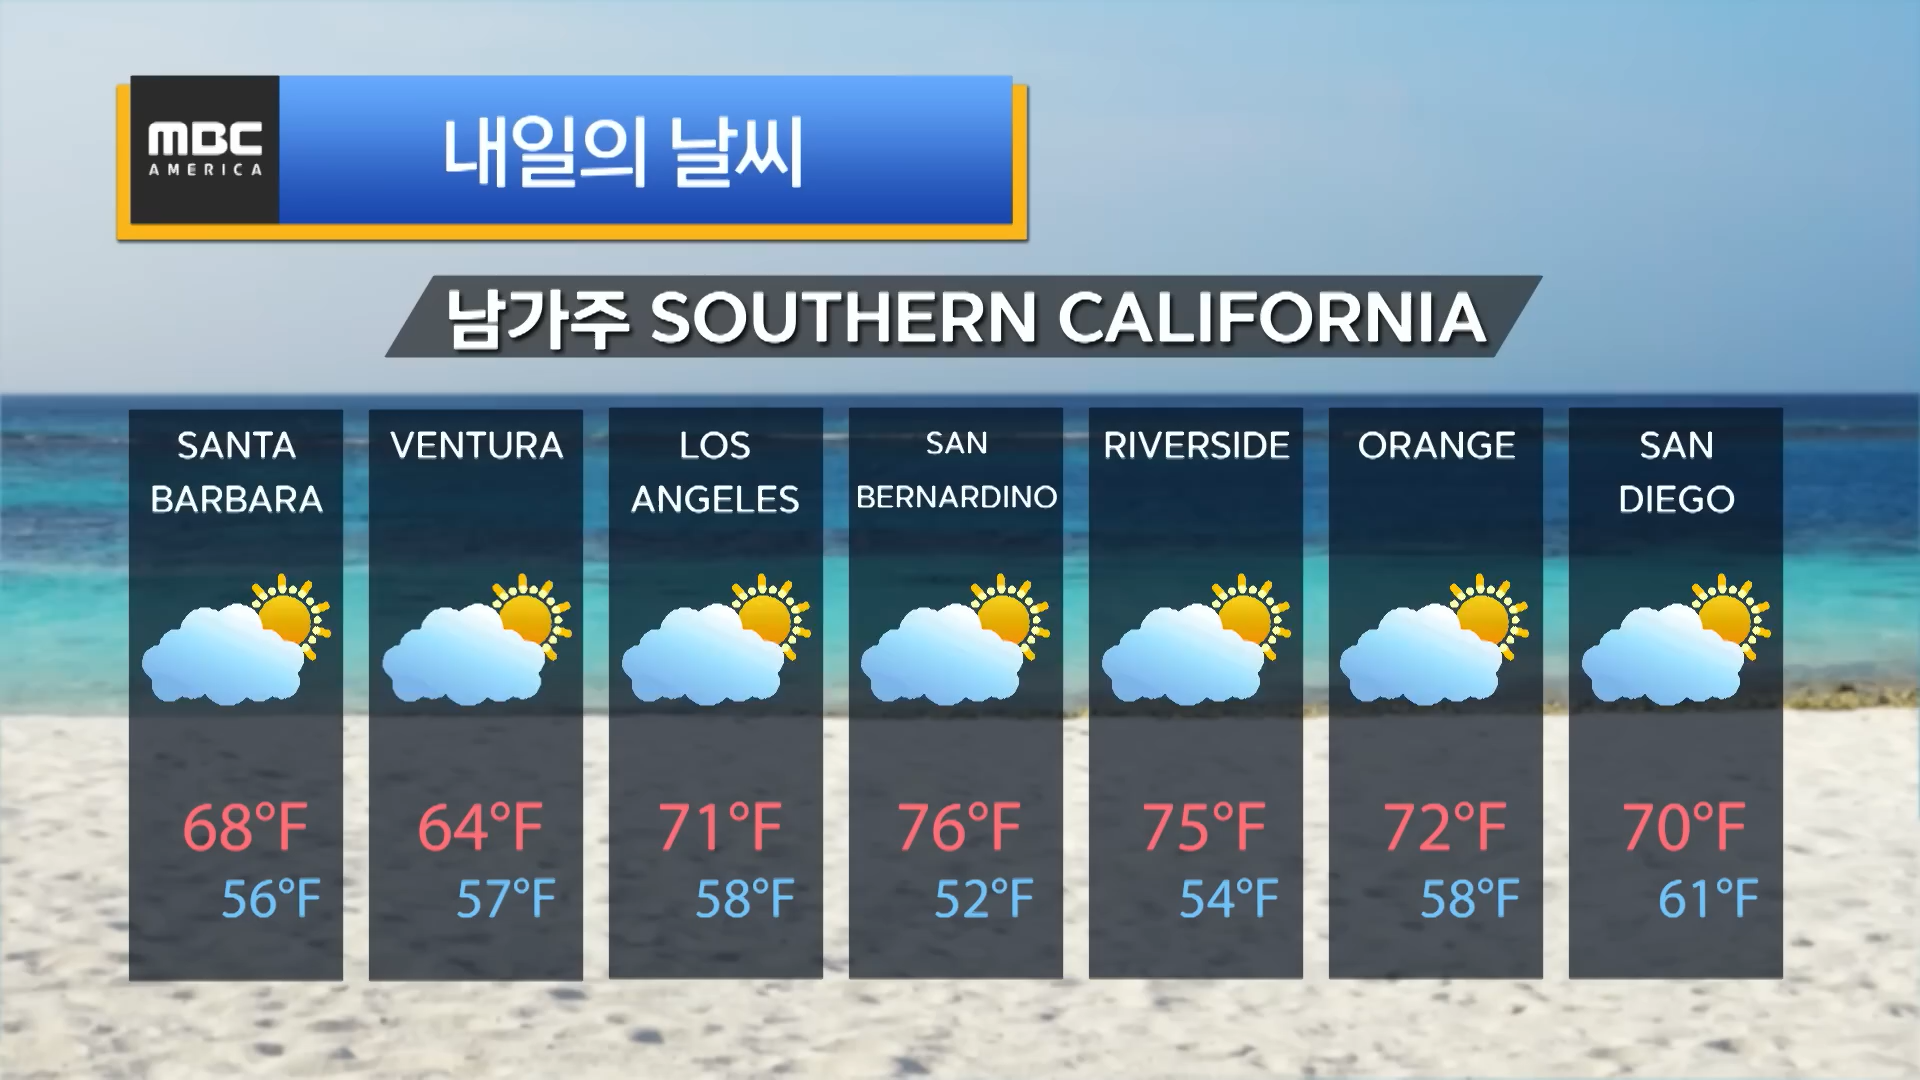 MBC
AMERICA
내일의 날씨
남가주 SOUTHERN CALIFORNIA
SANTA
BARBARA
68°F
56°F
VENTURA
64°F
57°F
LOS
ANGELES
71°F
58°F
SAN
BERNARDINO
76°F
52°F
RIVERSIDE
75°F
54°F
ORANGE
72°F
58°F
SAN
DIEGO
70°F
61°F